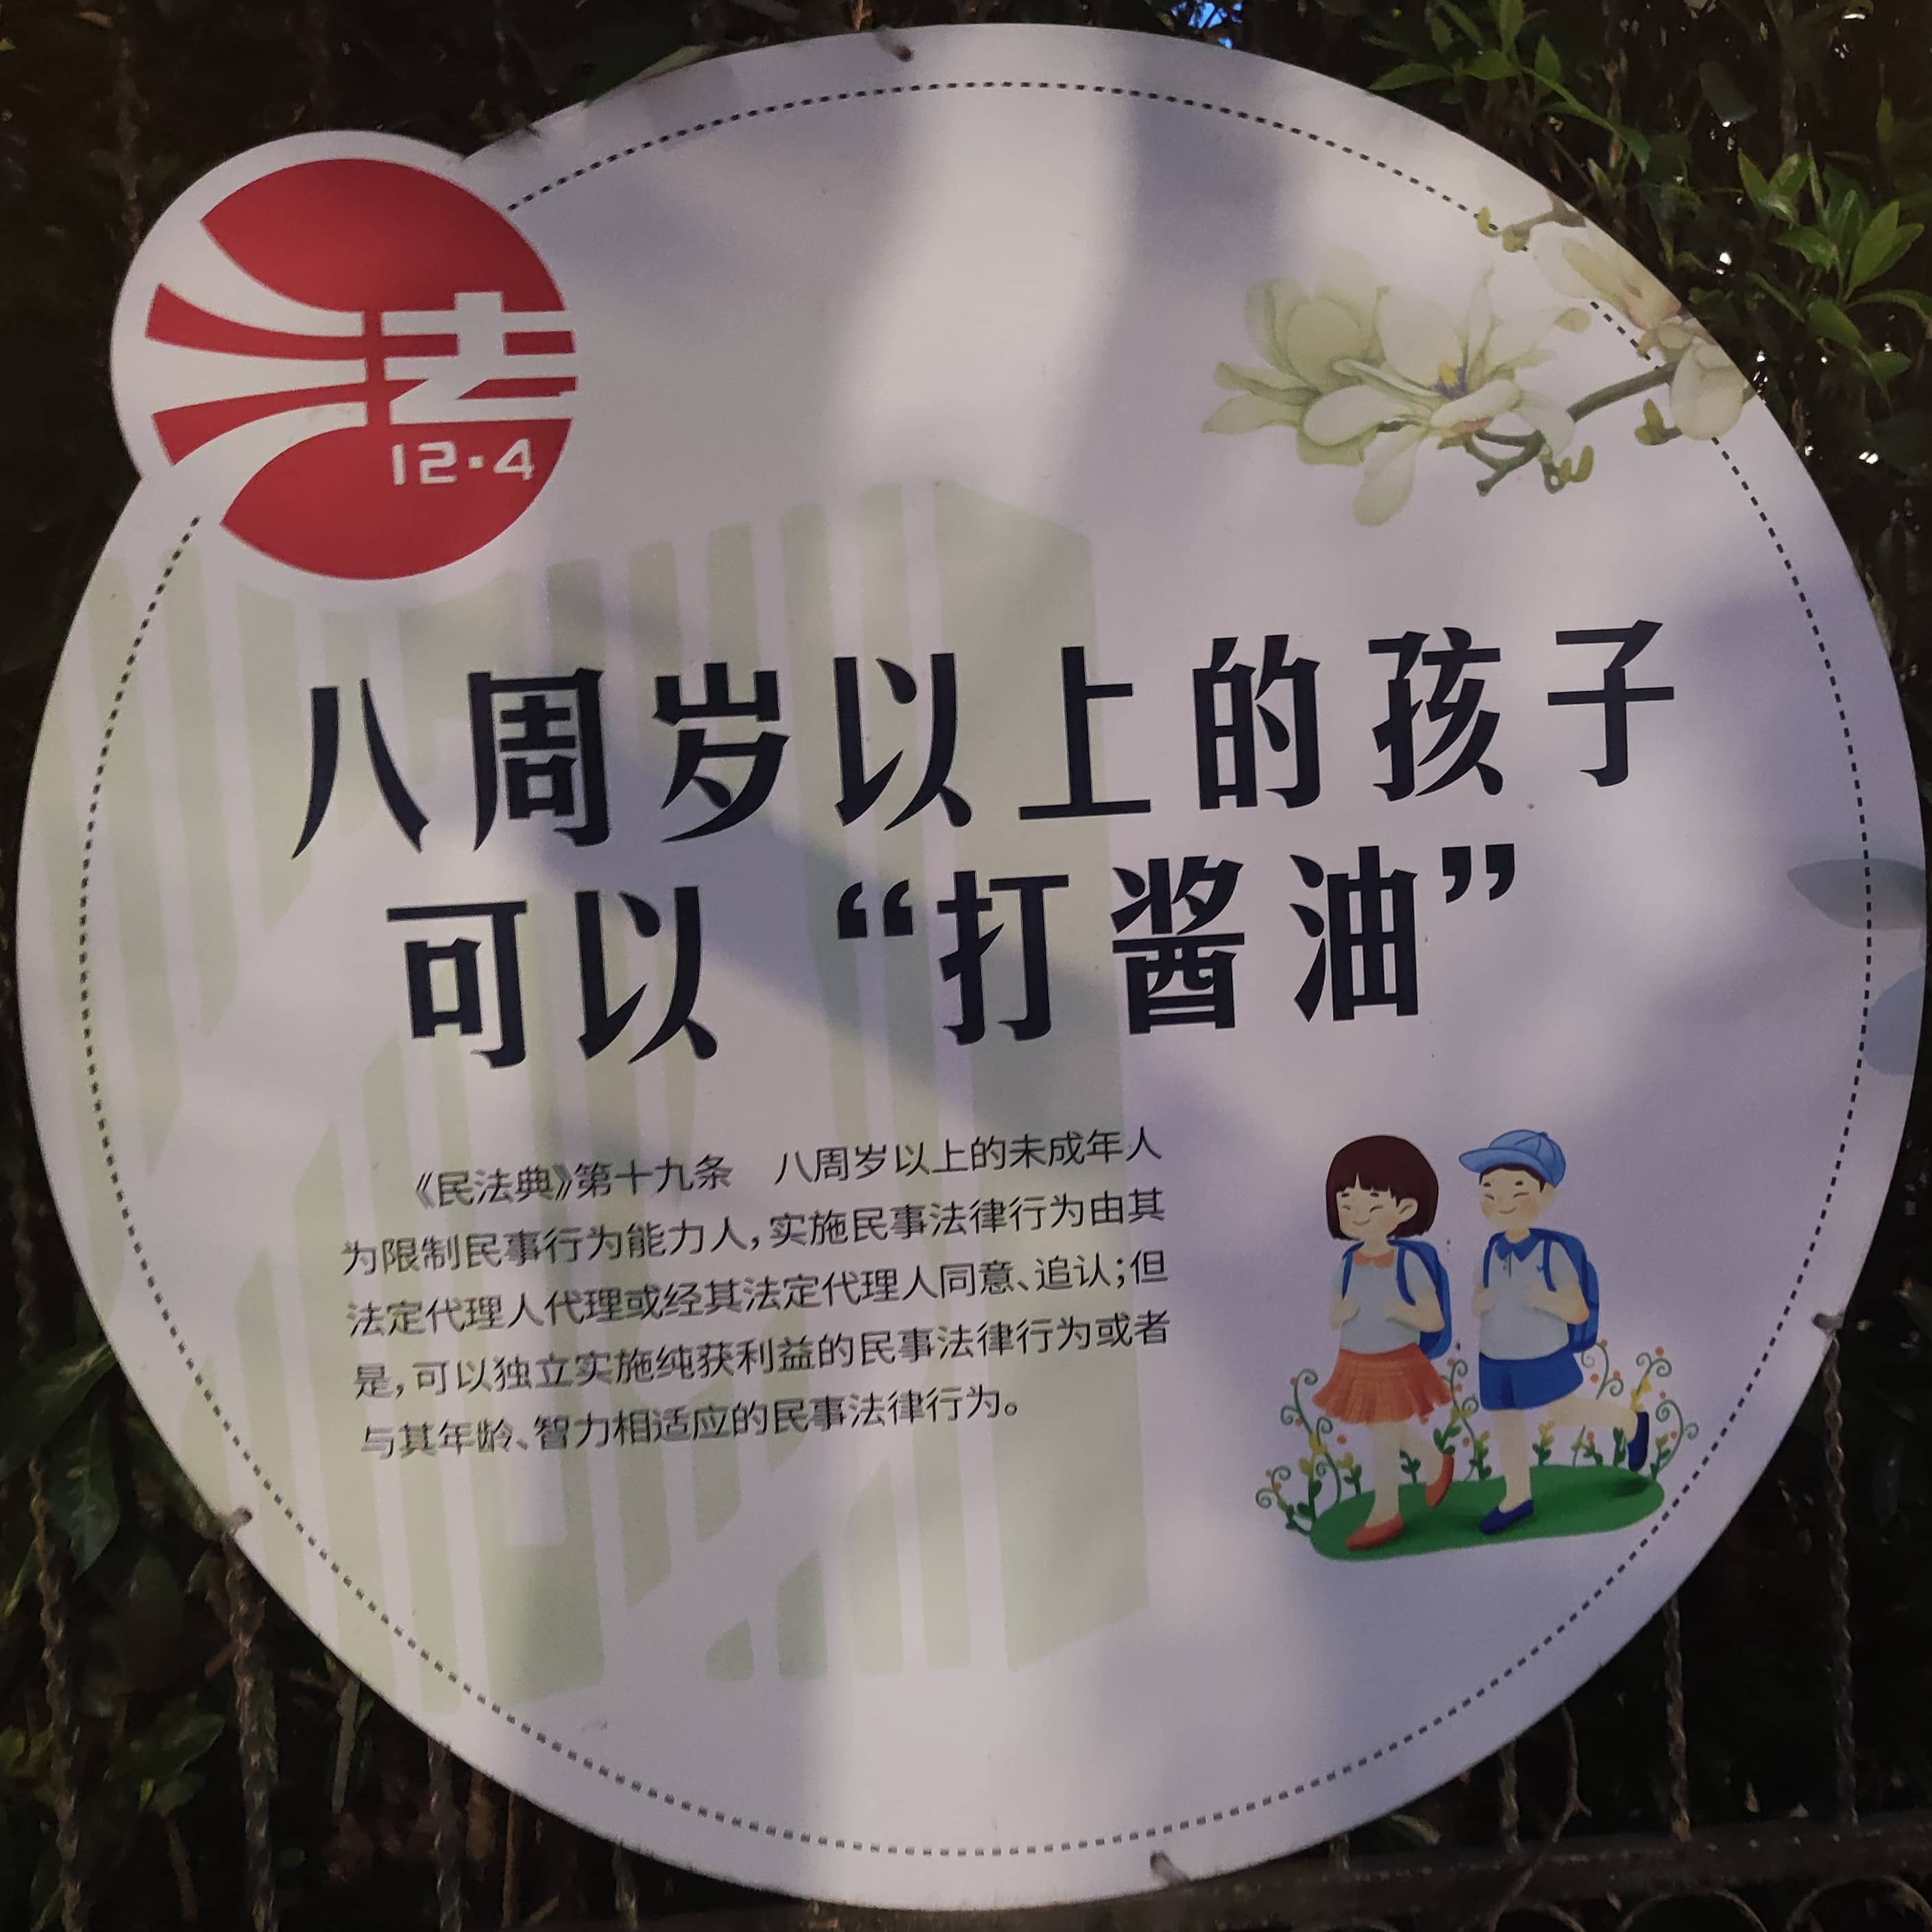 法
12·4
八周岁以上的孩子
可以“打酱油”
《民法典》第十九条 八周岁以上的未成年人
为限制民事行为能力人，实施民事法律行为由其
法定代理人代理或经其法定代理人同意、追认；但
是，可以独立实施纯获利益的民事法律行为或者
与其年龄、智力相适应的民事法律行为。